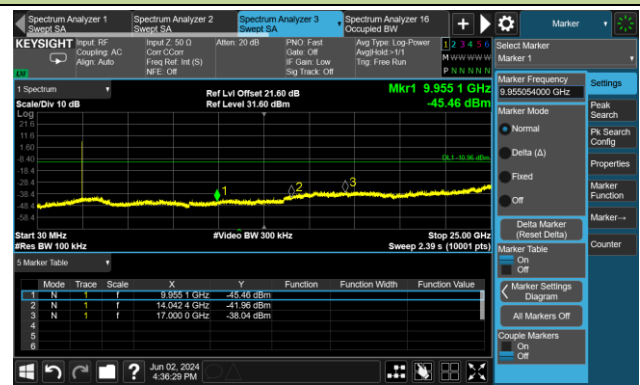 Spectrum Analyzer 1
Swept SA
Spectrum Analyzer 2
Swept SA
Spectrum Analyzer 3
Swept SA
Spectrum Analyzer 16
Occupied BW
Marker
KEYSIGHT
Input: RF
Coupling: AC
Align: Auto
Input Z: 50 Ω
Corr CCorr
Freq Ref: Int (S)
NFE: Off
Atten: 20 dB
PNO: Fast
Gate: Off
IF Gain: Low
Sig Track: Off
Avg Type: Log-Power
Avg|Hold:>1/1
Trig: Free Run
1 2 3 4 5 6
M W W W W W
P N N N N N
Select Marker
Marker 1
1 Spectrum
Scale/Div 10 dB
Log
Ref Lvl Offset 21.60 dB
Ref Level 31.60 dBm
Mkr1 9.955 1 GHz
-45.46 dBm
21.6
11.6
1.60
-8.40
-18.4
-28.4
-38.4
-48.4
-58.4
DL1 -10.96 dBm
1
2
3
Start 30 MHz
#Res BW 100 kHz
#Video BW 300 kHz
Stop 25.00 GHz
Sweep 2.39 s (10001 pts)
5 Marker Table
Mode Trace Scale X Y Function Function Width Function Value
1 N 1 f 9.955 1 GHz -45.46 dBm
2 N 1 f 14.042 4 GHz -41.96 dBm
3 N 1 f 17.000 0 GHz -38.04 dBm
4
5
6
Marker Frequency
9.955054000 GHz
Marker Mode
Normal
Delta (Δ)
Fixed
Off
Delta Marker
(Reset Delta)
Marker Table
On
Off
Marker Settings
Diagram
All Markers Off
Couple Markers
On
Off
Settings
Peak
Search
Pk Search
Config
Properties
Marker
Function
Marker→
Counter
Jun 02, 2024
4:36:29 PM